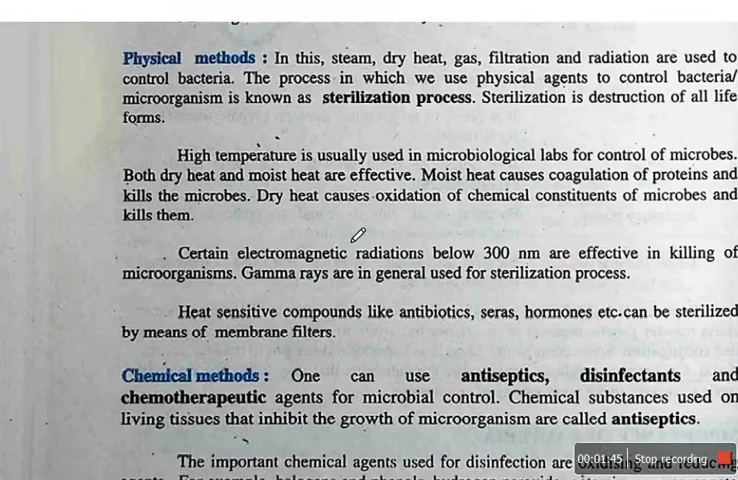 Physical methods : In this, steam, dry heat, gas, filtration and radiation are used to
control bacteria. The process in which we use physical agents to control bacteria/
microorganism is known as sterilization process. Sterilization is destruction of all life
forms.
High temperature is usually used in microbiological labs for control of microbes.
Both dry heat and moist heat are effective. Moist heat causes coagulation of proteins and
kills the microbes. Dry heat causes oxidation of chemical constituents of microbes and
kills them.
Certain electromagnetic radiations below 300 nm are effective in killing of
microorganisms. Gamma rays are in general used for sterilization process.
Heat sensitive compounds like antibiotics, seras, hormones etc. can be sterilized
by means of membrane filters.
Chemical methods : One can use antiseptics, disinfectants and
chemotherapeutic agents for microbial control. Chemical substances used on
living tissues that inhibit the growth of microorganism are called antiseptics.
The important chemical agents used for disinfection are oxidising and reducing
00:01:45 Stop recording